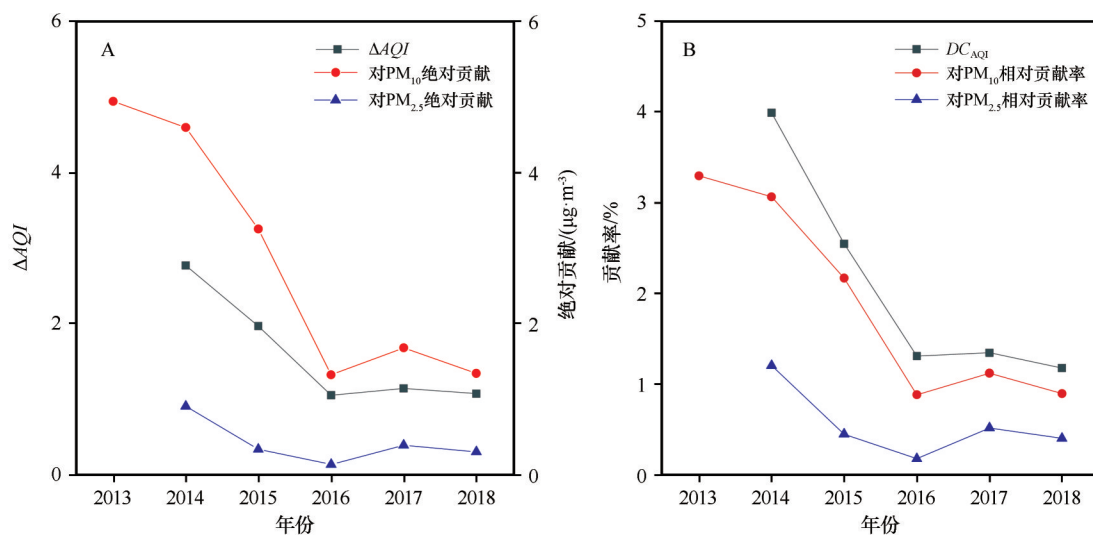 A
ΔAQI
对PM₁₀绝对贡献
对PM₂.₅绝对贡献
6
4
2
0
ΔAQI
6
4
2
0
绝对贡献/(μg·m⁻³)
2013 2014 2015 2016 2017 2018
年份
B
DC_AQI
对PM₁₀相对贡献率
对PM₂.₅相对贡献率
5
4
3
2
1
0
贡献率/%
2013 2014 2015 2016 2017 2018
年份